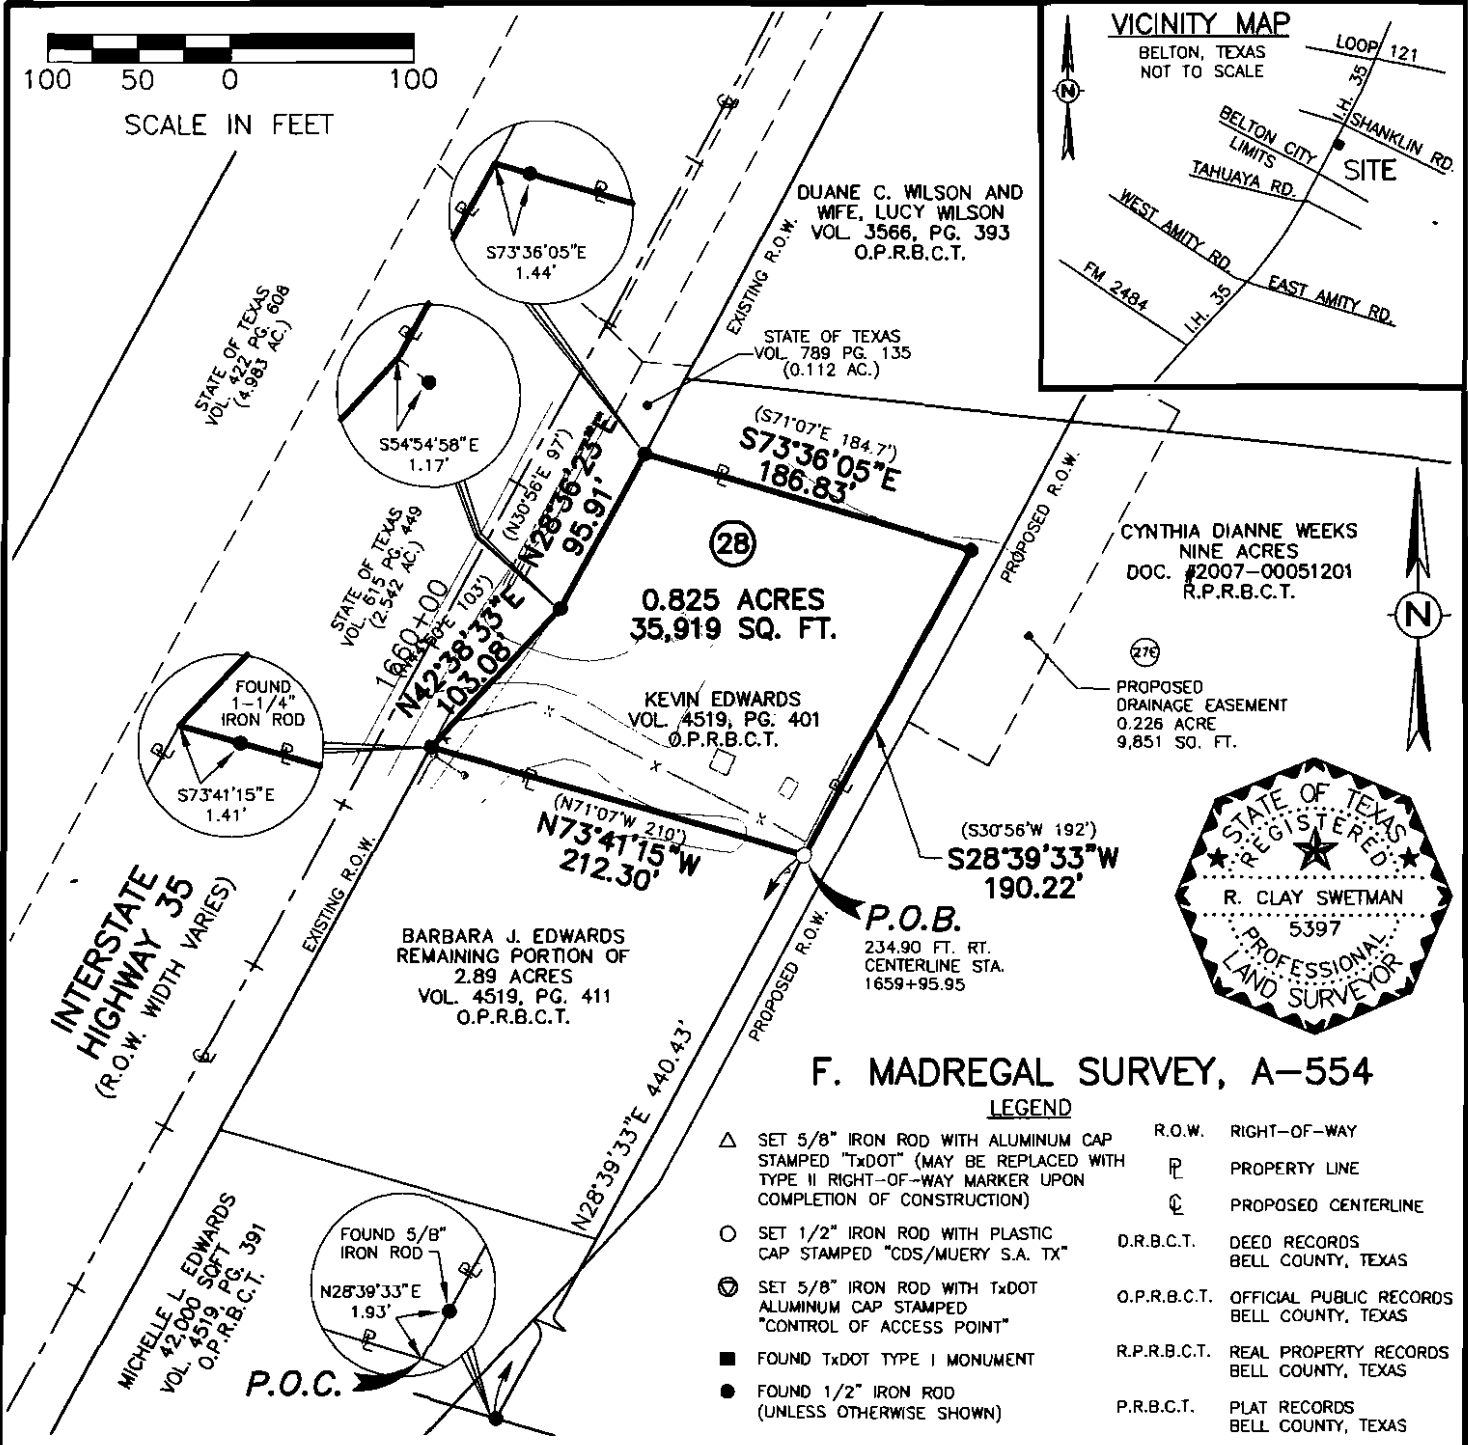 100 50 0 100
SCALE IN FEET
VICINITY MAP
BELTON, TEXAS
NOT TO SCALE
N
LOOP 121
I.H. 35
SHANKLIN RD.
BELTON CITY
LIMITS
SITE
TAHUAYA RD.
WEST AMITY RD.
FM 2484
I.H. 35
EAST AMITY RD.
S73°36'05"E
1.44'
DUANE C. WILSON AND
WIFE, LUCY WILSON
VOL. 3566, PG. 393
O.P.R.B.C.T.
EXISTING R.O.W.
STATE OF TEXAS
VOL. 422 PG. 608
(4.983 AC.)
STATE OF TEXAS
VOL 789 PG. 135
(0.112 AC.)
S54°54'58"E
1.17'
(N30°56'E 97')
N28°36'23"E
95.91'
(S71°07'E 184.7')
S73°36'05"E
186.83'
PROPOSED R.O.W.
28
0.825 ACRES
35,919 SQ. FT.
CYNTHIA DIANNE WEEKS
NINE ACRES
DOC. #2007-00051201
R.P.R.B.C.T.
N
STATE OF TEXAS
VOL. 615 PG. 449
(2.542 AC.)
1660+00
N42°38'33"E
103.08'
27E
PROPOSED
DRAINAGE EASEMENT
0.226 ACRE
9,851 SQ. FT.
FOUND
1-1/4"
IRON ROD
S73°41'15"E
1.41'
KEVIN EDWARDS
VOL. 4519, PG. 401
O.P.R.B.C.T.
(N71°07'W 210')
N73°41'15"W
212.30'
(S30°56'W 192')
S28°39'33"W
190.22'
STATE OF TEXAS
REGISTERED
R. CLAY SWETMAN
5397
PROFESSIONAL
LAND SURVEYOR
EXISTING R.O.W.
INTERSTATE
HIGHWAY 35
(R.O.W. WIDTH VARIES)
P.O.B.
234.90 FT. RT.
CENTERLINE STA.
1659+95.95
BARBARA J. EDWARDS
REMAINING PORTION OF
2.89 ACRES
VOL. 4519, PG. 411
O.P.R.B.C.T.
PROPOSED R.O.W.
N28°39'33"E 440.43'
F. MADREGAL SURVEY, A-554
LEGEND
SET 5/8" IRON ROD WITH ALUMINUM CAP
STAMPED "TxDOT" (MAY BE REPLACED WITH
TYPE II RIGHT-OF-WAY MARKER UPON
COMPLETION OF CONSTRUCTION)
SET 1/2" IRON ROD WITH PLASTIC
CAP STAMPED "CDS/MUERY S.A. TX"
SET 5/8" IRON ROD WITH TxDOT
ALUMINUM CAP STAMPED
"CONTROL OF ACCESS POINT"
FOUND TxDOT TYPE I MONUMENT
FOUND 1/2" IRON ROD
(UNLESS OTHERWISE SHOWN)
R.O.W. RIGHT-OF-WAY
PL PROPERTY LINE
CL PROPOSED CENTERLINE
D.R.B.C.T. DEED RECORDS
BELL COUNTY, TEXAS
O.P.R.B.C.T. OFFICIAL PUBLIC RECORDS
BELL COUNTY, TEXAS
R.P.R.B.C.T. REAL PROPERTY RECORDS
BELL COUNTY, TEXAS
P.R.B.C.T. PLAT RECORDS
BELL COUNTY, TEXAS
MICHELLE L. EDWARDS
42,000 SQFT
VOL. 4519, PG. 391
O.P.R.B.C.T.
FOUND 5/8"
IRON ROD
N28°39'33"E
1.93'
P.O.C.